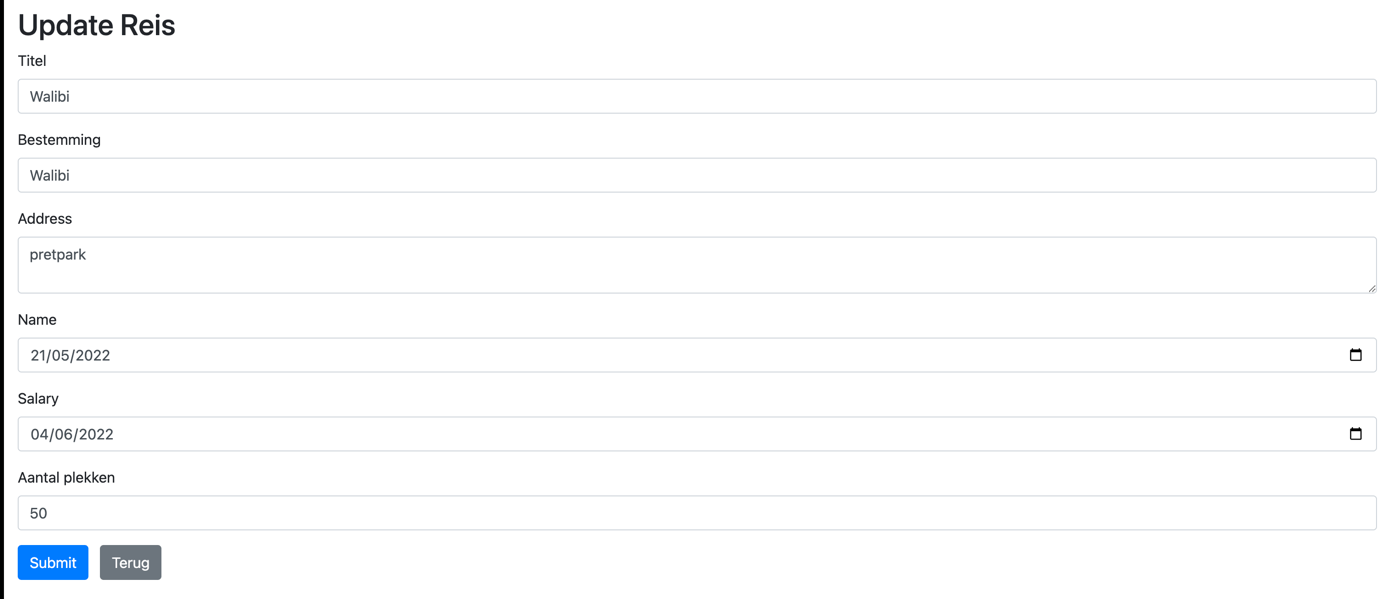 Update Reis
Titel
Walibi
Bestemming
Walibi
Address
pretpark
Name
21/05/2022
Salary
04/06/2022
Aantal plekken
50
Submit Terug